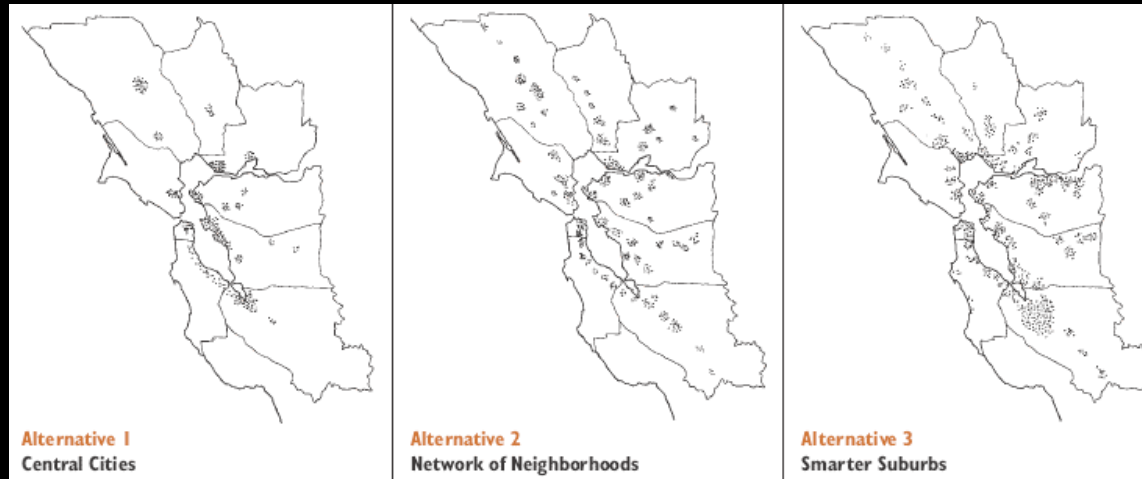 Alternative 1
Central Cities
Alternative 2
Network of Neighborhoods
Alternative 3
Smarter Suburbs